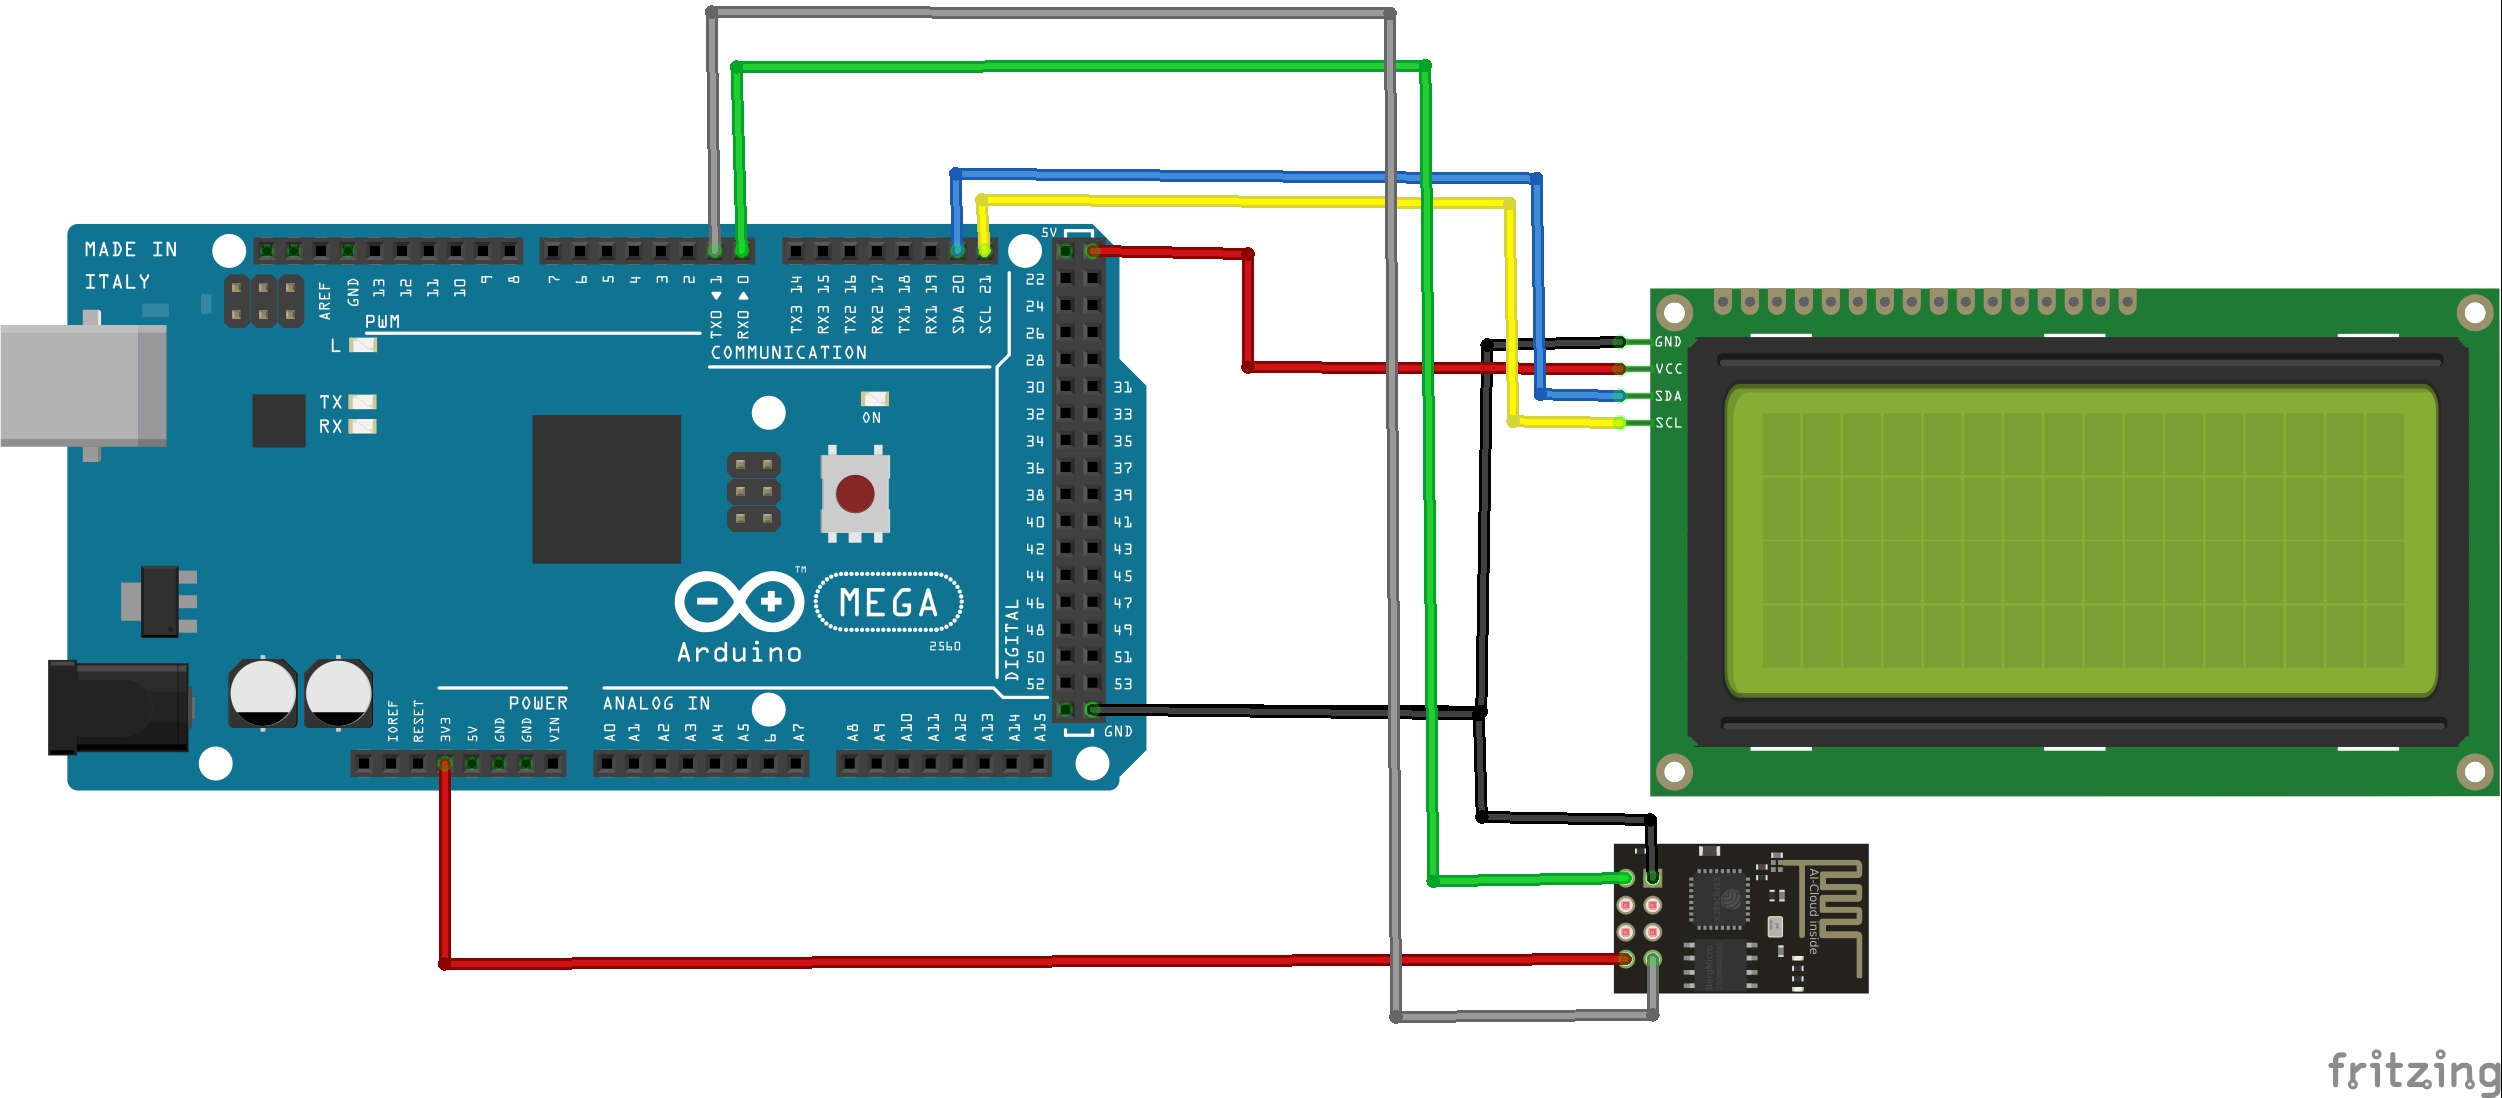 MADE IN
ITALY
AREF
GND
13
12
11
10
9
8
7
6
5
4
3
2
1
0
TX0
RX0
TX3 14
RX3 15
TX2 16
RX2 17
TX1 18
RX1 19
SDA 20
SCL 21
PWM
COMMUNICATION
L
TX
RX
ON
5V
22
24
26
28
30 31
32 33
34 35
36 37
38 39
40 41
42 43
44 45
46 47
48 49
50 51
52 53
GND
DIGITAL
Arduino
TM
MEGA
2560
POWER
ANALOG IN
IOREF
RESET
3V3
5V
GND
GND
VIN
A0
A1
A2
A3
A4
A5
6
A7
A8
A9
A10
A11
A12
A13
A14
A15
GND
VCC
SDA
SCL
AI-Cloud inside
fritzing